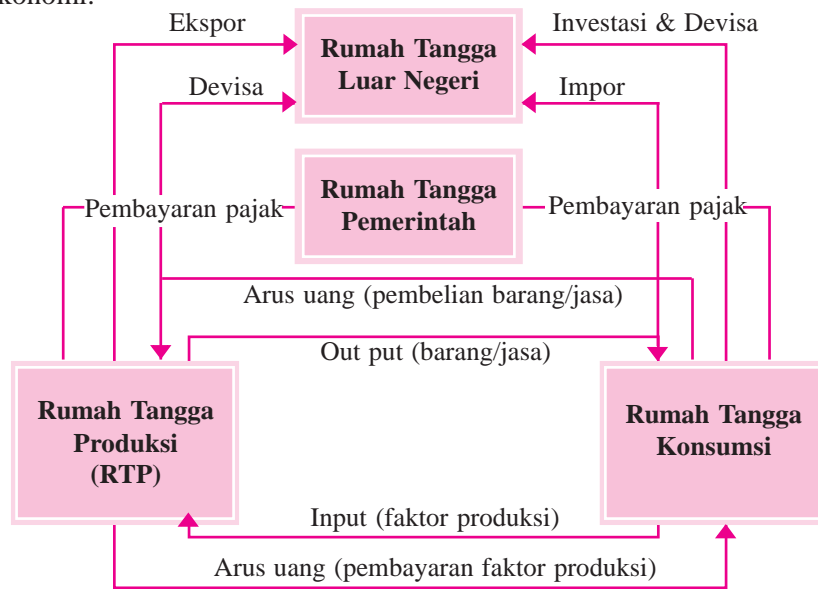 konomi.
Ekspor
Investasi & Devisa
Rumah Tangga
Luar Negeri
Devisa
Impor
Rumah Tangga
Pemerintah
Pembayaran pajak
Pembayaran pajak
Arus uang (pembelian barang/jasa)
Out put (barang/jasa)
Rumah Tangga
Produksi
(RTP)
Rumah Tangga
Konsumsi
Input (faktor produksi)
Arus uang (pembayaran faktor produksi)